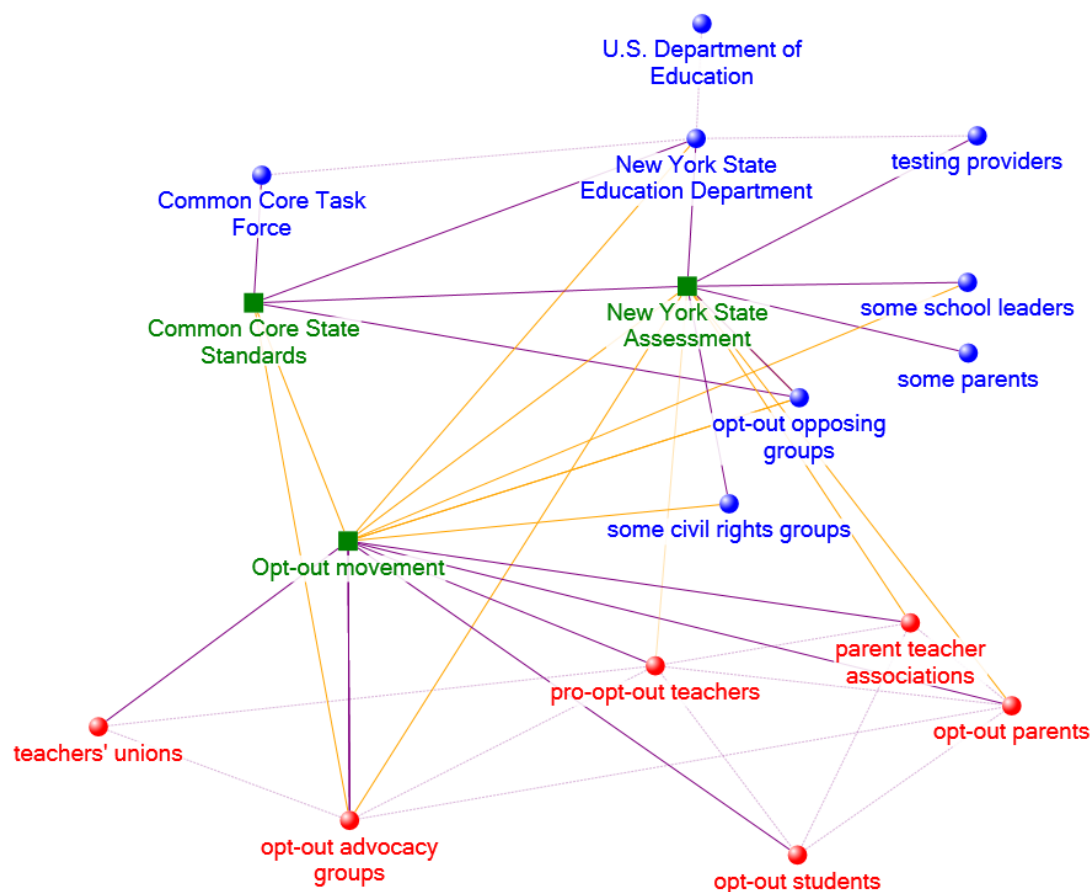 U.S. Department of
Education
New York State
Education Department
testing providers
Common Core Task
Force
some school leaders
New York State
Assessment
Common Core State
Standards
some parents
opt-out opposing
groups
some civil rights groups
Opt-out movement
parent teacher
associations
pro-opt-out teachers
opt-out parents
teachers' unions
opt-out advocacy
groups
opt-out students